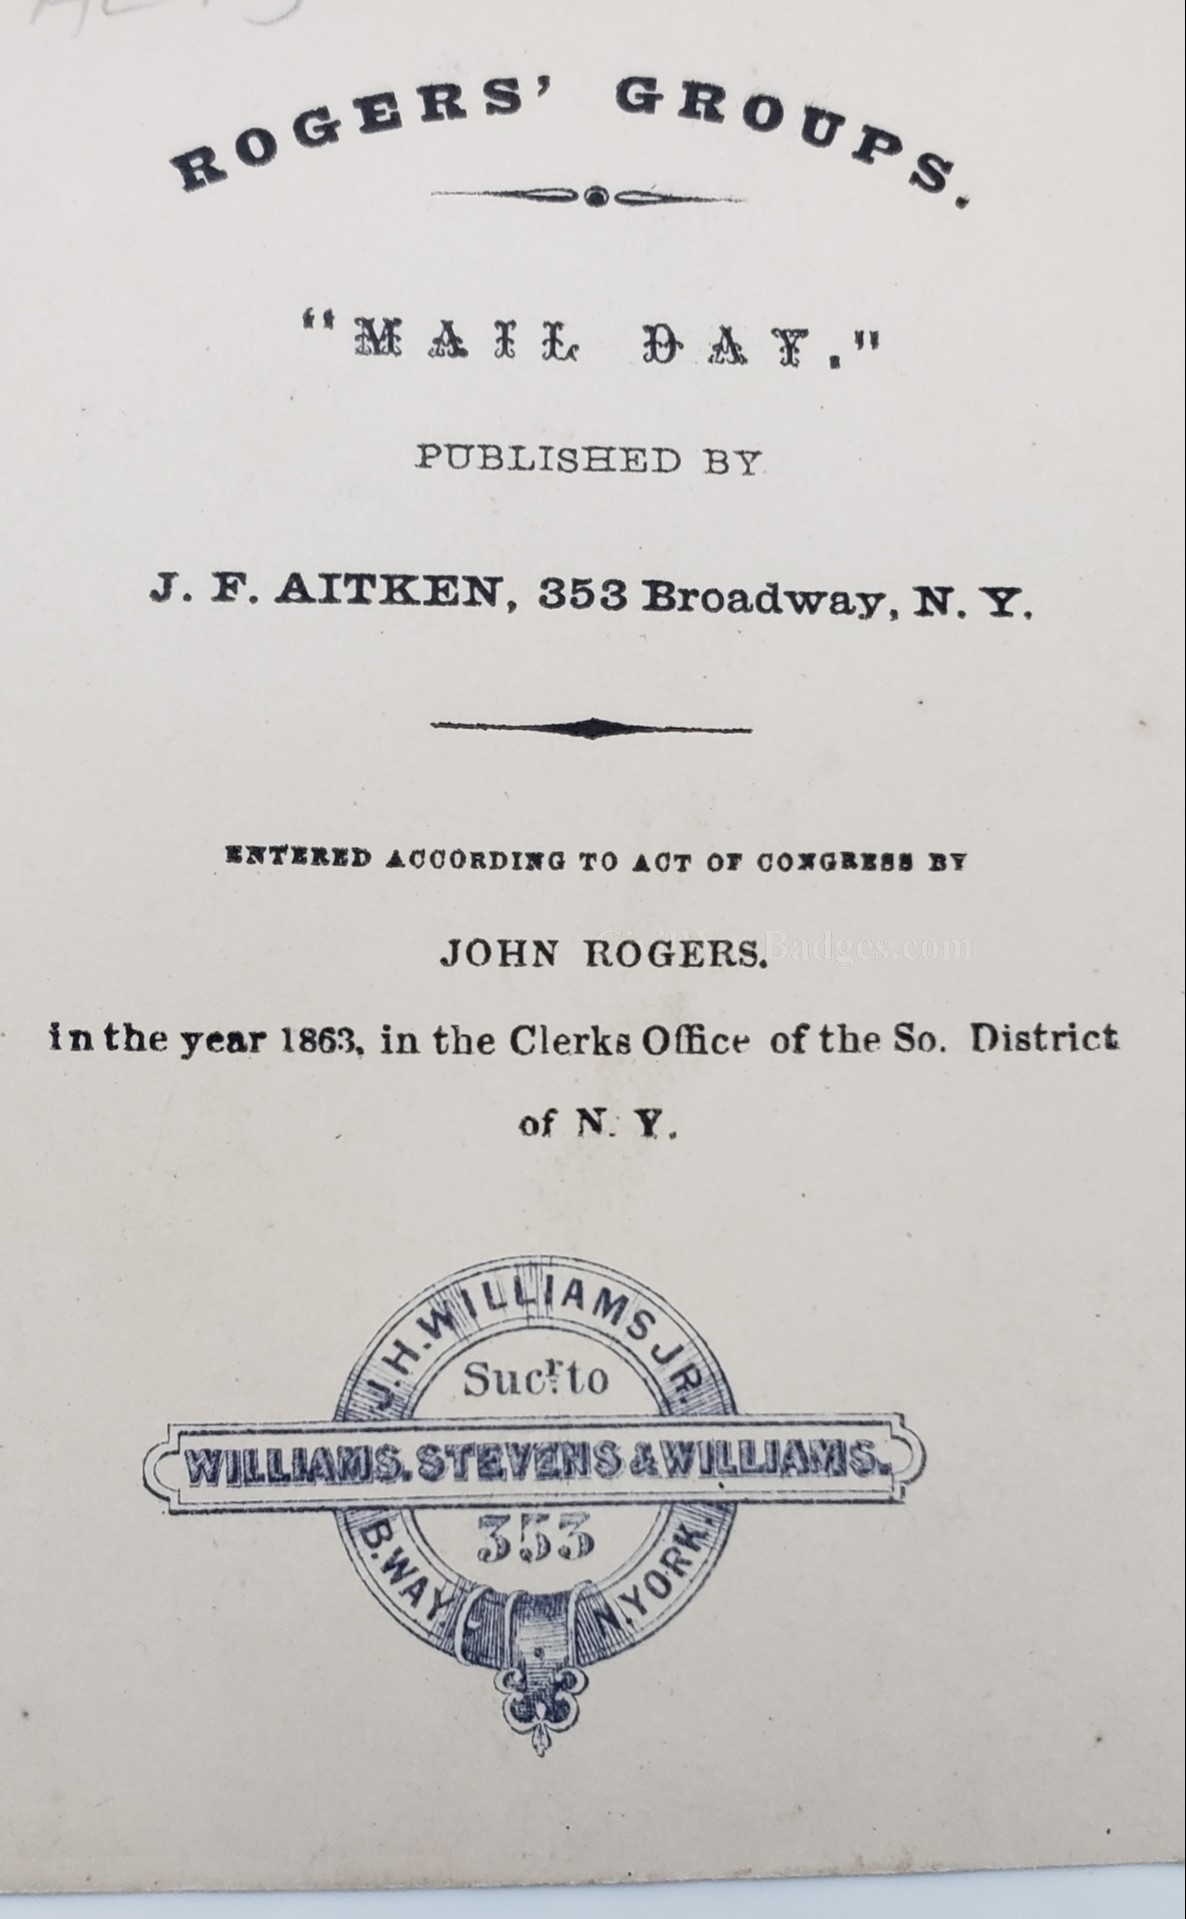 ROGERS' GROUPS.
"MAIL DAY."
PUBLISHED BY
J. F. AITKEN, 353 Broadway, N. Y.
ENTERED ACCORDING TO ACT OF CONGRESS BY
JOHN ROGERS.
CivilWarBadges.com
in the year 1863, in the Clerks Office of the So. District
of N. Y.
J.H.WILLIAMS JR.
Sucr. to
WILLIAMS. STEVENS & WILLIAMS.
353
B.WAY. N.YORK.